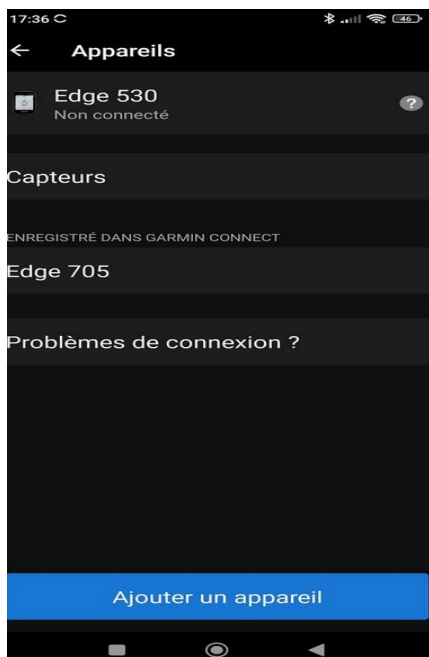 17:36
46
Appareils
Edge 530
Non connecté
?
Capteurs
ENREGISTRÉ DANS GARMIN CONNECT
Edge 705
Problèmes de connexion ?
Ajouter un appareil